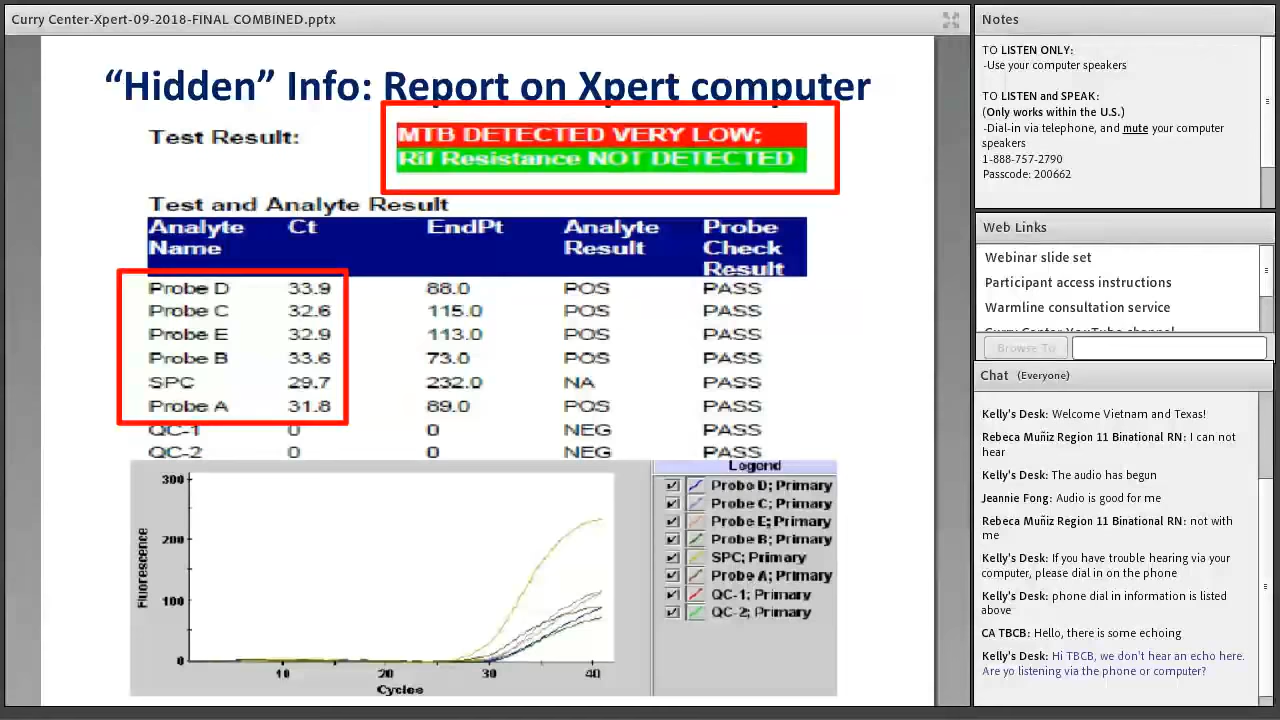 Curry Center-Xpert-09-2018-FINAL COMBINED.pptx
“Hidden” Info: Report on Xpert computer
Test Result:
MTB DETECTED VERY LOW;
Rif Resistance NOT DETECTED
Test and Analyte Result
Analyte Name Ct EndPt Analyte Result Probe Check Result
Probe D 33.9 88.0 POS PASS
Probe C 32.6 115.0 POS PASS
Probe E 32.9 113.0 POS PASS
Probe B 33.6 73.0 POS PASS
SPC 29.7 232.0 NA PASS
Probe A 31.8 89.0 POS PASS
QC-1 0 0 NEG PASS
QC-2 0 0 NEG PASS
300
200
100
0
Fluorescence
10 20 30 40
Cycles
Legend
Probe D; Primary
Probe C; Primary
Probe E; Primary
Probe B; Primary
SPC; Primary
Probe A; Primary
QC-1; Primary
QC-2; Primary
Notes
TO LISTEN ONLY:
-Use your computer speakers
TO LISTEN and SPEAK:
(Only works within the U.S.)
-Dial-in via telephone, and mute your computer
speakers
1-888-757-2790
Passcode: 200662
Web Links
Webinar slide set
Participant access instructions
Warmline consultation service
Curry Center YouTube channel
Browse To
Chat (Everyone)
Kelly's Desk: Welcome Vietnam and Texas!
Rebeca Muñiz Region 11 Binational RN: I can not
hear
Kelly's Desk: The audio has begun
Jeannie Fong: Audio is good for me
Rebeca Muñiz Region 11 Binational RN: not with
me
Kelly's Desk: If you have trouble hearing via your
computer, please dial in on the phone
Kelly's Desk: phone dial in information is listed
above
CA TBCB: Hello, there is some echoing
Kelly's Desk: Hi TBCB, we don't hear an echo here.
Are yo listening via the phone or computer?